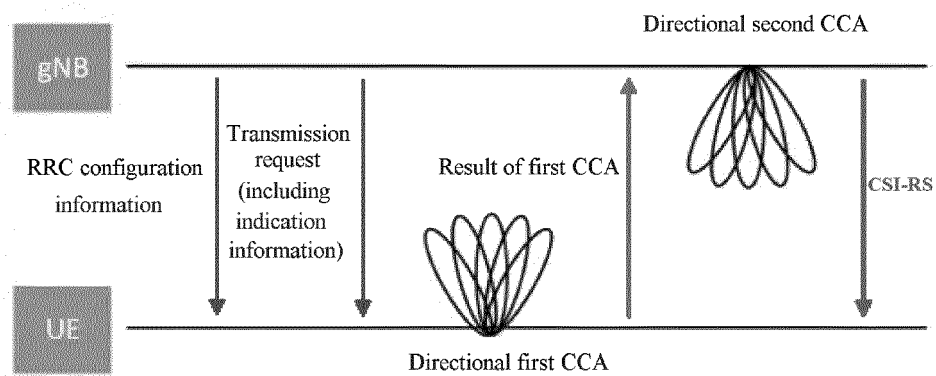 Directional second CCA
gNB
Transmission
request
(including
indication
information)
RRC configuration
information
Result of first CCA
CSI-RS
UE
Directional first CCA